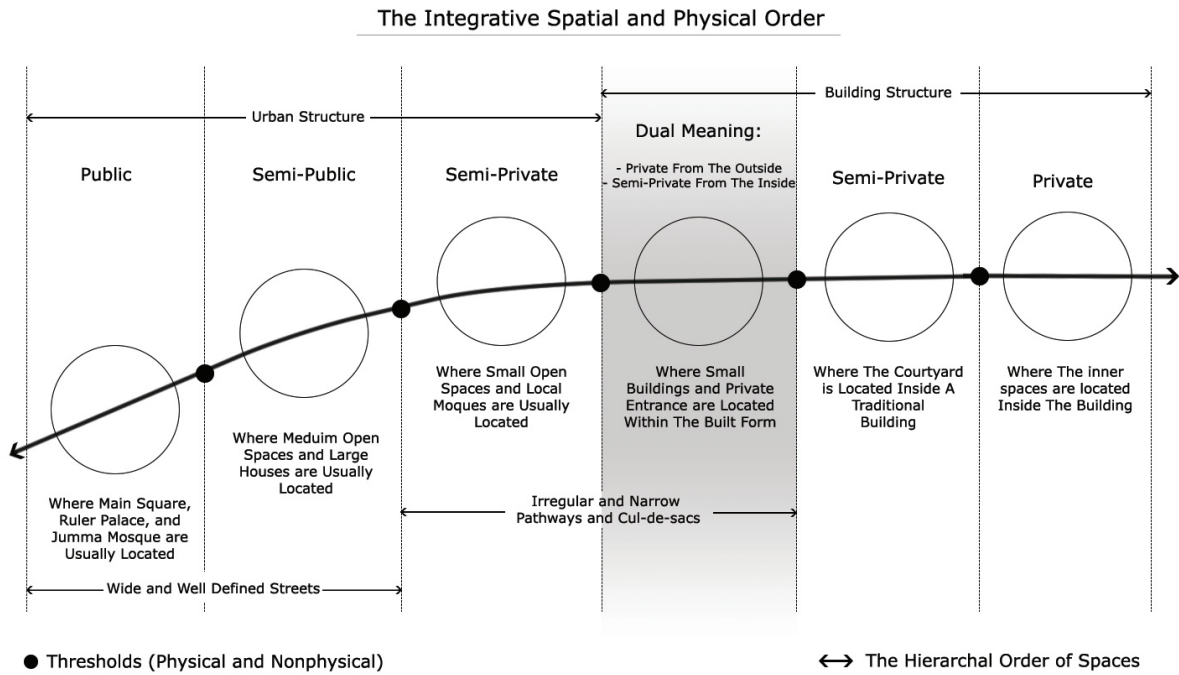 The Integrative Spatial and Physical Order
Building Structure
Urban Structure
Dual Meaning:
- Private From The Outside
- Semi-Private From The Inside
Public
Semi-Public
Semi-Private
Semi-Private
Private
Where Main Square,
Ruler Palace, and
Jumma Mosque are
Usually Located
Where Meduim Open
Spaces and Large
Houses are Usually
Located
Where Small Open
Spaces and Local
Moques are Usually
Located
Where Small
Buildings and Private
Entrance are Located
Within The Built Form
Where The Courtyard
is Located Inside A
Traditional
Building
Where The inner
spaces are located
Inside The Building
Irregular and Narrow
Pathways and Cul-de-sacs
Wide and Well Defined Streets
Thresholds (Physical and Nonphysical)
The Hierarchal Order of Spaces